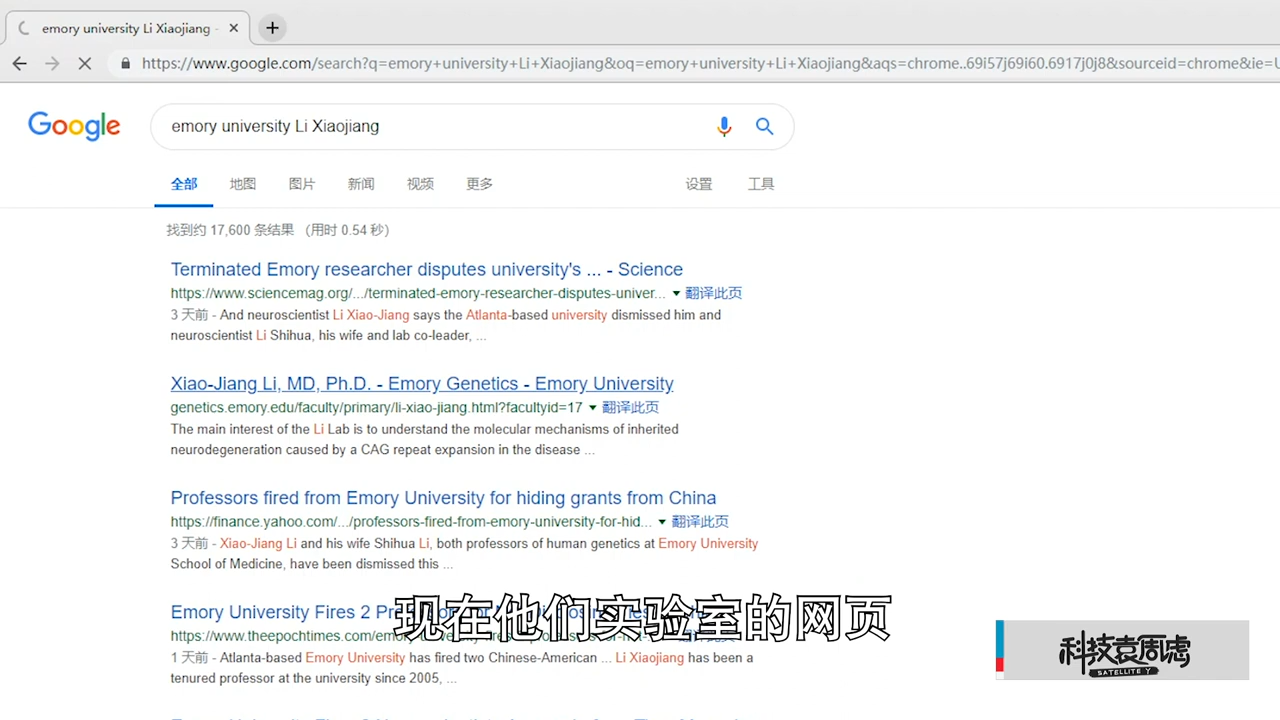 emory university Li Xiaojiang -
https://www.google.com/search?q=emory+university+Li+Xiaojiang&oq=emory+university+Li+Xiaojiang&aqs=chrome..69i57j69i60.6917j0j8&sourceid=chrome&ie=U
Google
emory university Li Xiaojiang
全部 地图 图片 新闻 视频 更多 设置 工具
找到约 17,600 条结果 （用时 0.54 秒）
Terminated Emory researcher disputes university's ... - Science
https://www.sciencemag.org/.../terminated-emory-researcher-disputes-univer... 翻译此页
3 天前 - And neuroscientist Li Xiao-Jiang says the Atlanta-based university dismissed him and
neuroscientist Li Shihua, his wife and lab co-leader, ...
Xiao-Jiang Li, MD, Ph.D. - Emory Genetics - Emory University
genetics.emory.edu/faculty/primary/li-xiao-jiang.html?facultyid=17 翻译此页
The main interest of the Li Lab is to understand the molecular mechanisms of inherited
neurodegeneration caused by a CAG repeat expansion in the disease ...
Professors fired from Emory University for hiding grants from China
https://finance.yahoo.com/.../professors-fired-from-emory-university-for-hid... 翻译此页
3 天前 - Xiao-Jiang Li and his wife Shihua Li, both professors of human genetics at Emory University
School of Medicine, have been dismissed this ...
Emory University Fires 2
现在他们实验室的网页
https://www.theepochtimes.com/
1 天前 - Atlanta-based Emory University has fired two Chinese-American ... Li Xiaojiang has been a
tenured professor at the university since 2005, ...
科技袁周虑
SATELLITE Y